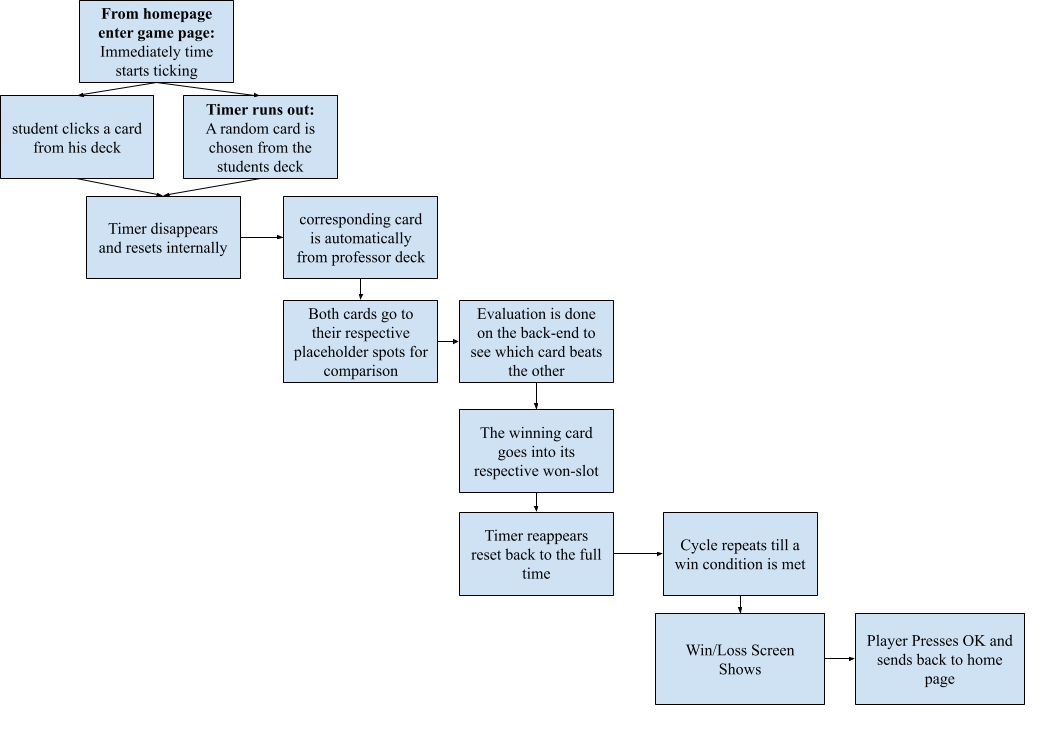 From homepage
enter game page:
Immediately time
starts ticking
student clicks a card
from his deck
Timer runs out:
A random card is
chosen from the
students deck
Timer disappears
and resets internally
corresponding card
is automatically
from professor deck
Both cards go to
their respective
placeholder spots for
comparison
Evaluation is done
on the back-end to
see which card beats
the other
The winning card
goes into its
respective won-slot
Timer reappears
reset back to the full
time
Cycle repeats till a
win condition is met
Win/Loss Screen
Shows
Player Presses OK and
sends back to home
page